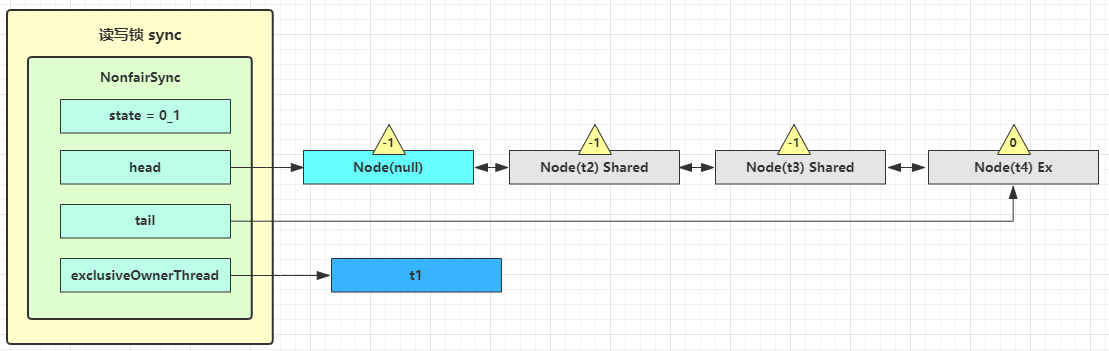 读写锁 sync
NonfairSync
state = 0_1
head
tail
exclusiveOwnerThread
-1
Node(null)
-1
Node(t2) Shared
-1
Node(t3) Shared
0
Node(t4) Ex
t1